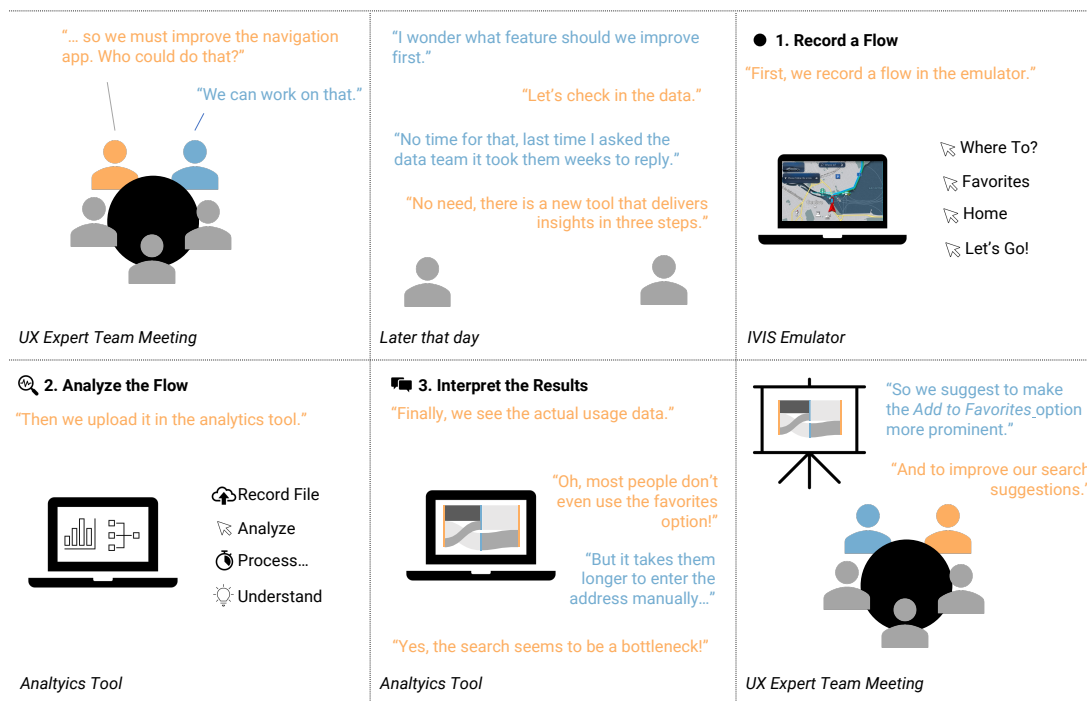 “... so we must improve the navigation
app. Who could do that?”
“We can work on that.”
UX Expert Team Meeting
“I wonder what feature should we improve
first.”
“Let’s check in the data.”
“No time for that, last time I asked the
data team it took them weeks to reply.”
“No need, there is a new tool that delivers
insights in three steps.”
Later that day
1. Record a Flow
“First, we record a flow in the emulator.”
Where To?
Favorites
Home
Let’s Go!
IVIS Emulator
2. Analyze the Flow
“Then we upload it in the analytics tool.”
Record File
Analyze
Process...
Understand
Analtyics Tool
3. Interpret the Results
“Finally, we see the actual usage data.”
“Oh, most people don’t
even use the favorites
option!”
“But it takes them
longer to enter the
address manually...”
“Yes, the search seems to be a bottleneck!”
Analtyics Tool
“So we suggest to make
the Add to Favorites option
more prominent.”
“And to improve our search
suggestions.”
UX Expert Team Meeting